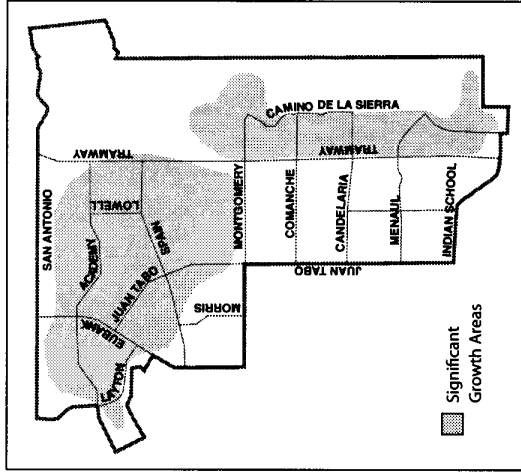 SAN ANTONIO
TRAMWAY
ACADEMY
LOWELL
EUBANK
JUAN TABO
SPAIN
LAYTON
MORRIS
MONTGOMERY
CAMINO DE LA SIERRA
COMANCHE
TRAMWAY
CANDELARIA
JUAN TABO
MENAUL
INDIAN SCHOOL
Significant
Growth Areas